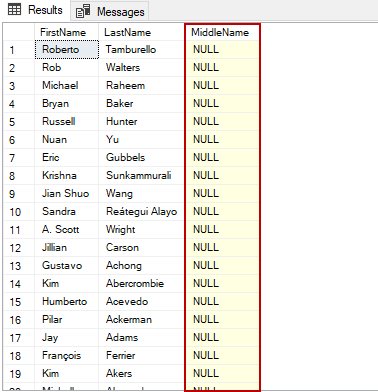 Results Messages
FirstName LastName MiddleName
1 Roberto Tamburello NULL
2 Rob Walters NULL
3 Michael Raheem NULL
4 Bryan Baker NULL
5 Russell Hunter NULL
6 Nuan Yu NULL
7 Eric Gubbels NULL
8 Krishna Sunkammurali NULL
9 Jian Shuo Wang NULL
10 Sandra Reátegui Alayo NULL
11 A. Scott Wright NULL
12 Jillian Carson NULL
13 Gustavo Achong NULL
14 Kim Abercrombie NULL
15 Humberto Acevedo NULL
16 Pilar Ackerman NULL
17 Jay Adams NULL
18 François Ferrier NULL
19 Kim Akers NULL